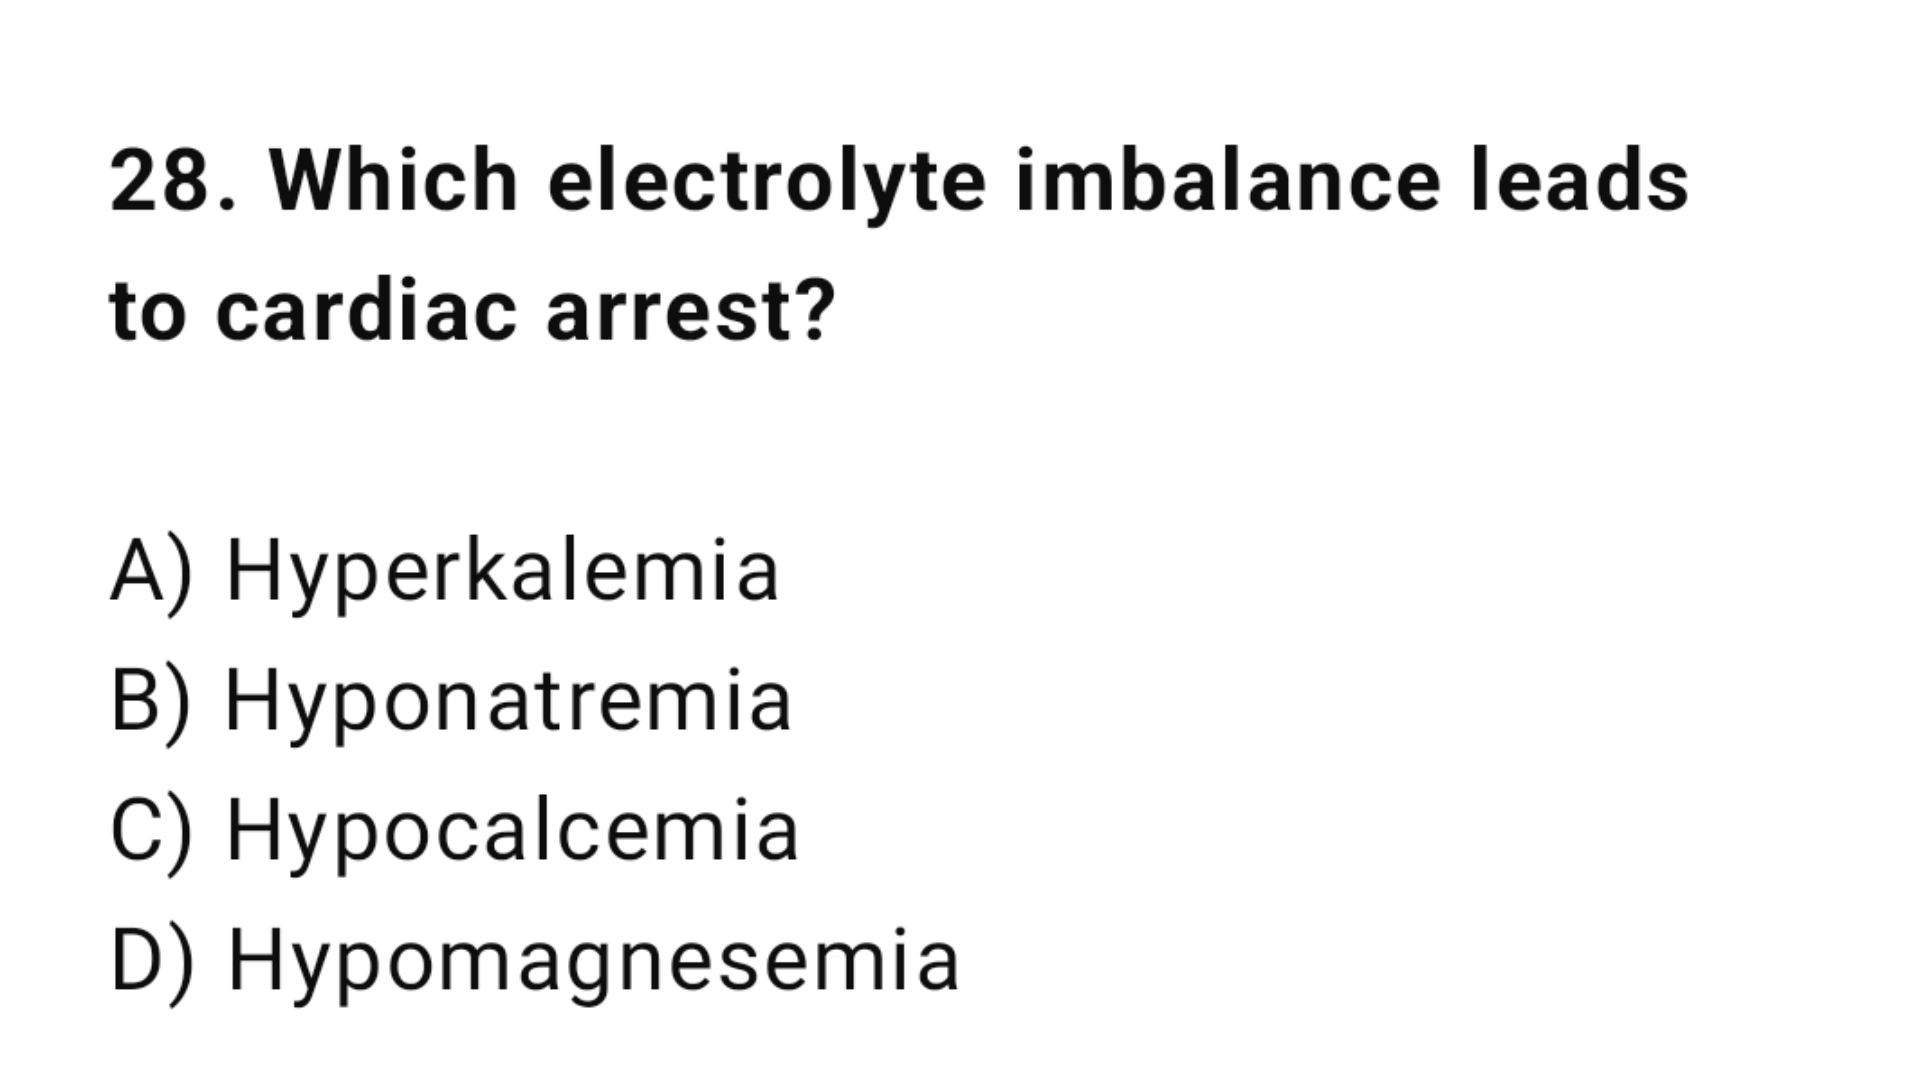 28. Which electrolyte imbalance leads
to cardiac arrest?
A) Hyperkalemia
B) Hyponatremia
C) Hypocalcemia
D) Hypomagnesemia